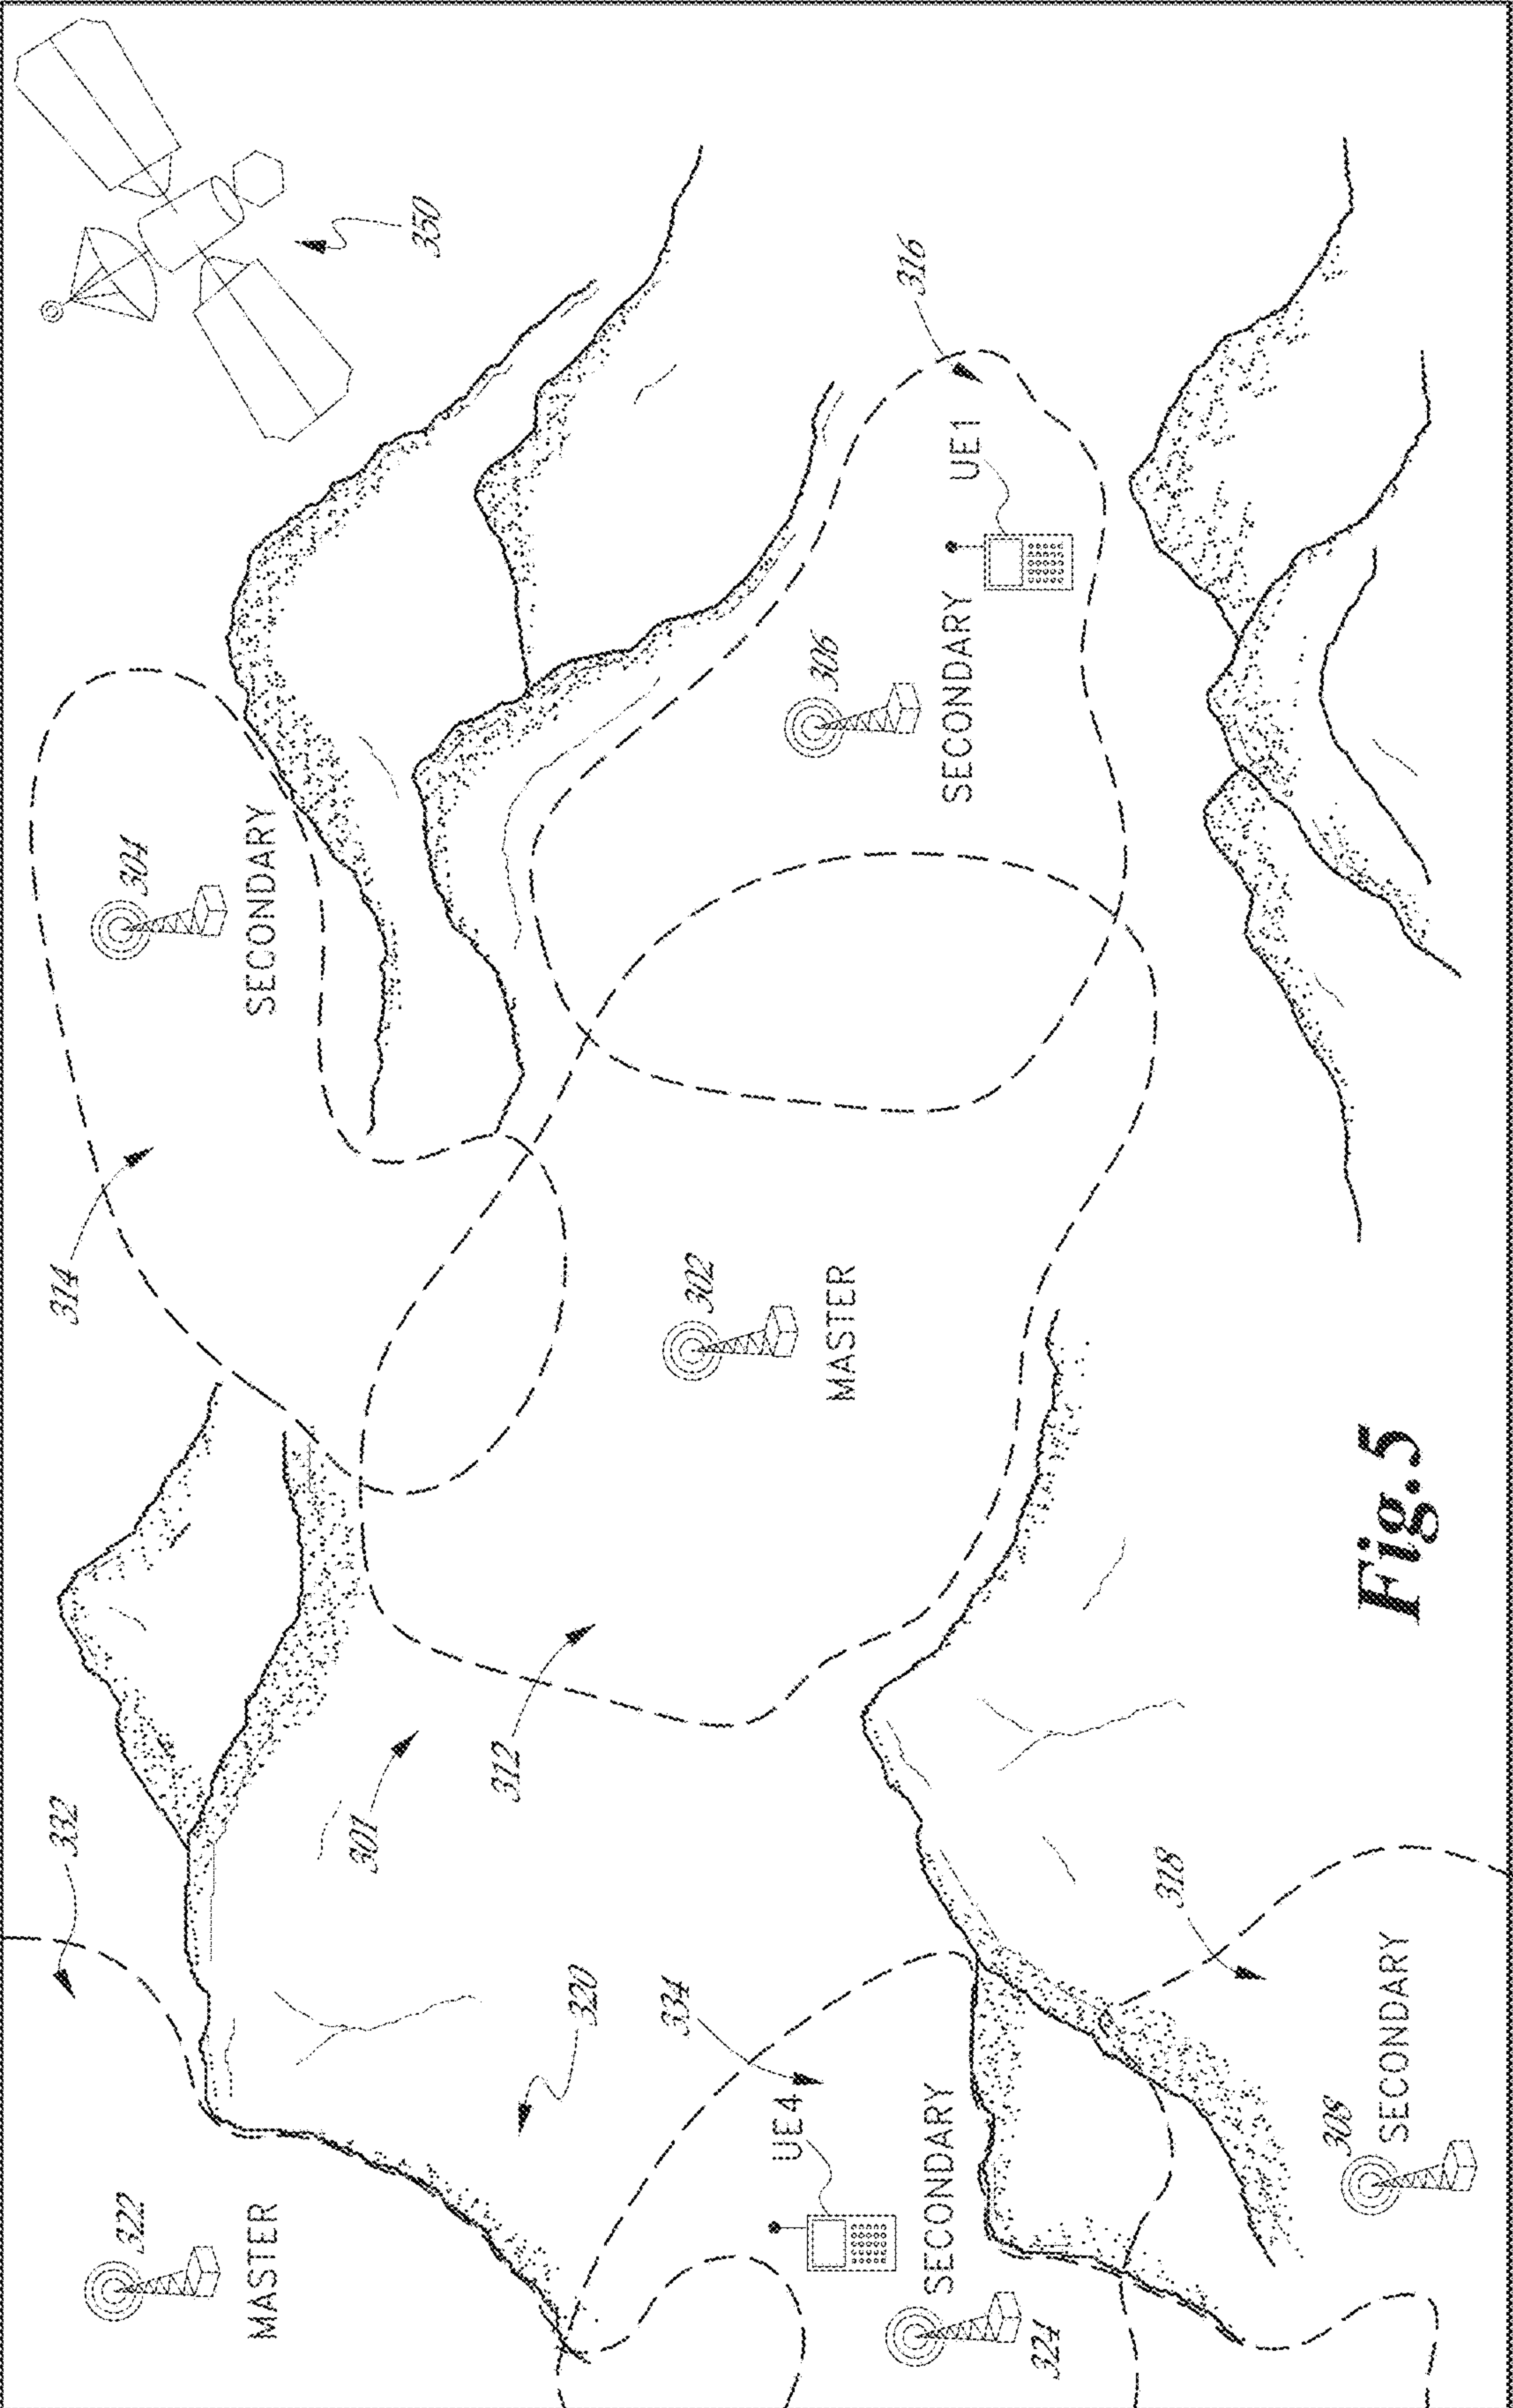 332
314
322
304
MASTER
SECONDARY
301
350
312
320
334
302
UE4
306
MASTER
316
SECONDARY
SECONDARY
UE1
324
318
308
SECONDARY
Fig. 5